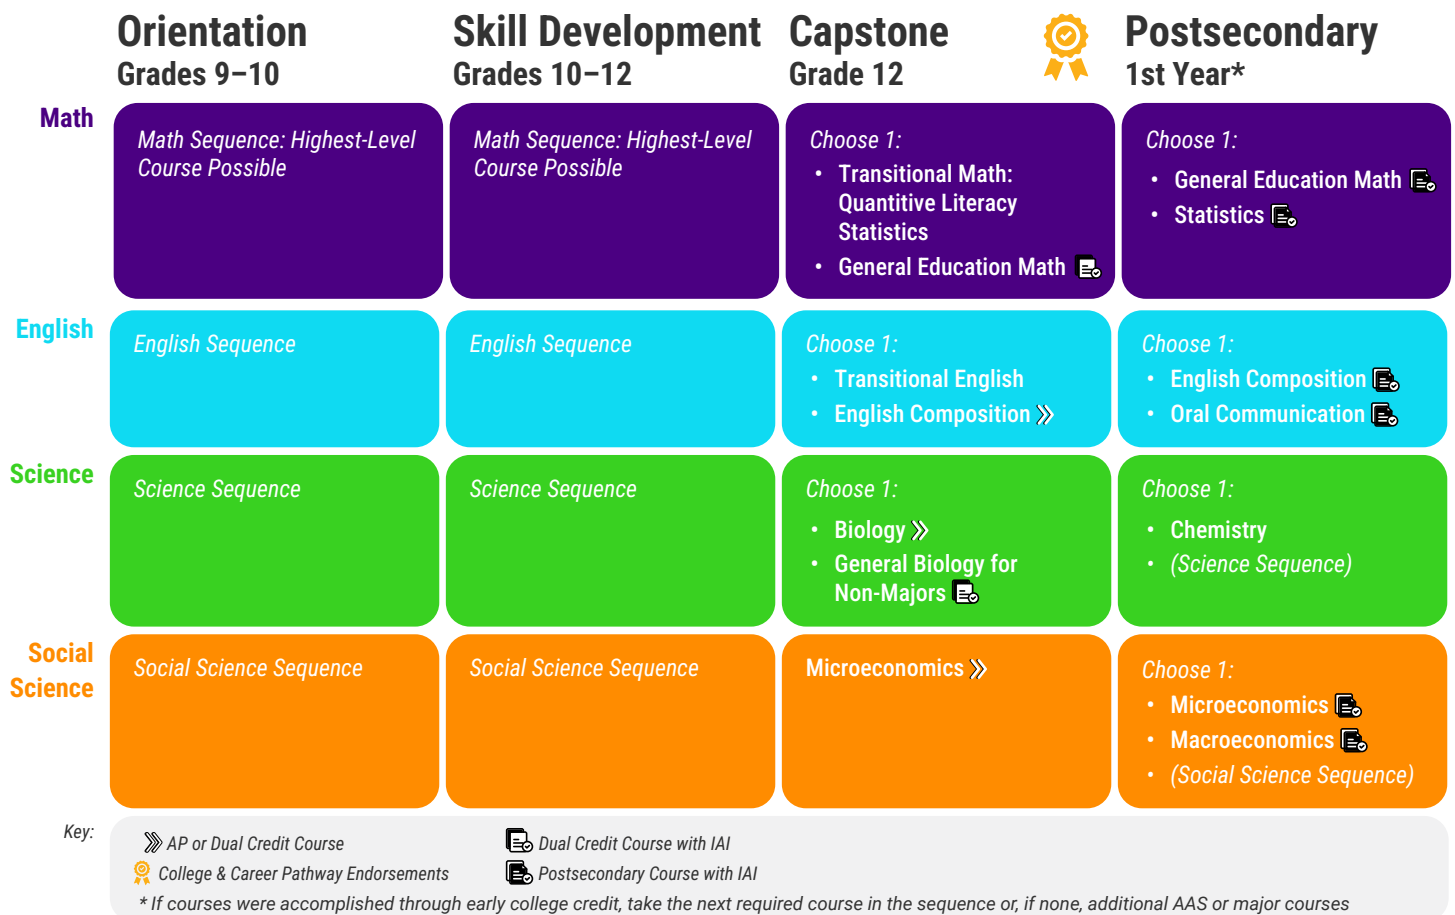 Orientation
Grades 9–10
Skill Development
Grades 10–12
Capstone
Grade 12
Postsecondary
1st Year*
Math
Math Sequence: Highest-Level
Course Possible
Math Sequence: Highest-Level
Course Possible
Choose 1:
• Transitional Math:
Quantitive Literacy
Statistics
• General Education Math
Choose 1:
• General Education Math
• Statistics
English
English Sequence
English Sequence
Choose 1:
• Transitional English
• English Composition
Choose 1:
• English Composition
• Oral Communication
Science
Science Sequence
Science Sequence
Choose 1:
• Biology
• General Biology for
Non-Majors
Choose 1:
• Chemistry
• (Science Sequence)
Social
Science
Social Science Sequence
Social Science Sequence
Microeconomics
Choose 1:
• Microeconomics
• Macroeconomics
• (Social Science Sequence)
Key:
AP or Dual Credit Course
Dual Credit Course with IAI
College & Career Pathway Endorsements
Postsecondary Course with IAI
* If courses were accomplished through early college credit, take the next required course in the sequence or, if none, additional AAS or major courses